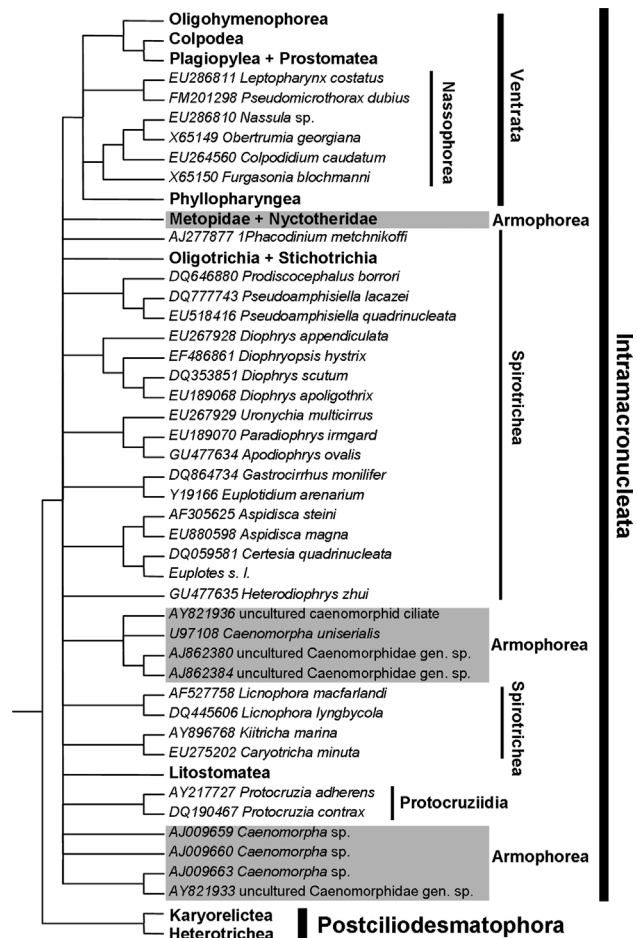 Oligohymenophorea
Colpodea
Plagiopylea + Prostomatea
EU286811 Leptopharynx costatus
FM201298 Pseudomicrothorax dubius
EU286810 Nassula sp.
X65149 Obertrumia georgiana
EU264560 Colpodidium caudatum
X65150 Furgasonia blochmanni
Nassophorea
Phyllopharyngea
Ventrata
Metopidae + Nyctotheridae
Armophorea
AJ277877 1Phacodinium metchnikoffi
Oligotrichia + Stichotrichia
DQ646880 Prodiscocephalus borrori
DQ777743 Pseudoamphisiella lacazei
EU518416 Pseudoamphisiella quadrinucleata
EU267928 Diophrys appendiculata
EF486861 Diophryopsis hystrix
DQ353851 Diophrys scutum
EU189068 Diophrys apoligothrix
EU267929 Uronychia multicirrus
EU189070 Paradiophrys irmgard
GU477634 Apodiophrys ovalis
DQ864734 Gastrocirrhus monilifer
Y19166 Euplotidium arenarium
AF305625 Aspidisca steini
EU880598 Aspidisca magna
DQ059581 Certesia quadrinucleata
Euplotes s. l.
GU477635 Heterodiophrys zhui
Spirotrichea
AY821936 uncultured caenomorphid ciliate
U97108 Caenomorpha uniserialis
AJ862380 uncultured Caenomorphidae gen. sp.
AJ862384 uncultured Caenomorphidae gen. sp.
Armophorea
AF527758 Licnophora macfarlandi
DQ445606 Licnophora lyngbycola
AY896768 Kiitricha marina
EU275202 Caryotricha minuta
Spirotrichea
Litostomatea
AY217727 Protocruzia adherens
DQ190467 Protocruzia contrax
Protocruziidia
AJ009659 Caenomorpha sp.
AJ009660 Caenomorpha sp.
AJ009663 Caenomorpha sp.
AY821933 uncultured Caenomorphidae gen. sp.
Armophorea
Intramacronucleata
Karyorelictea
Heterotrichea
Postciliodesmatophora